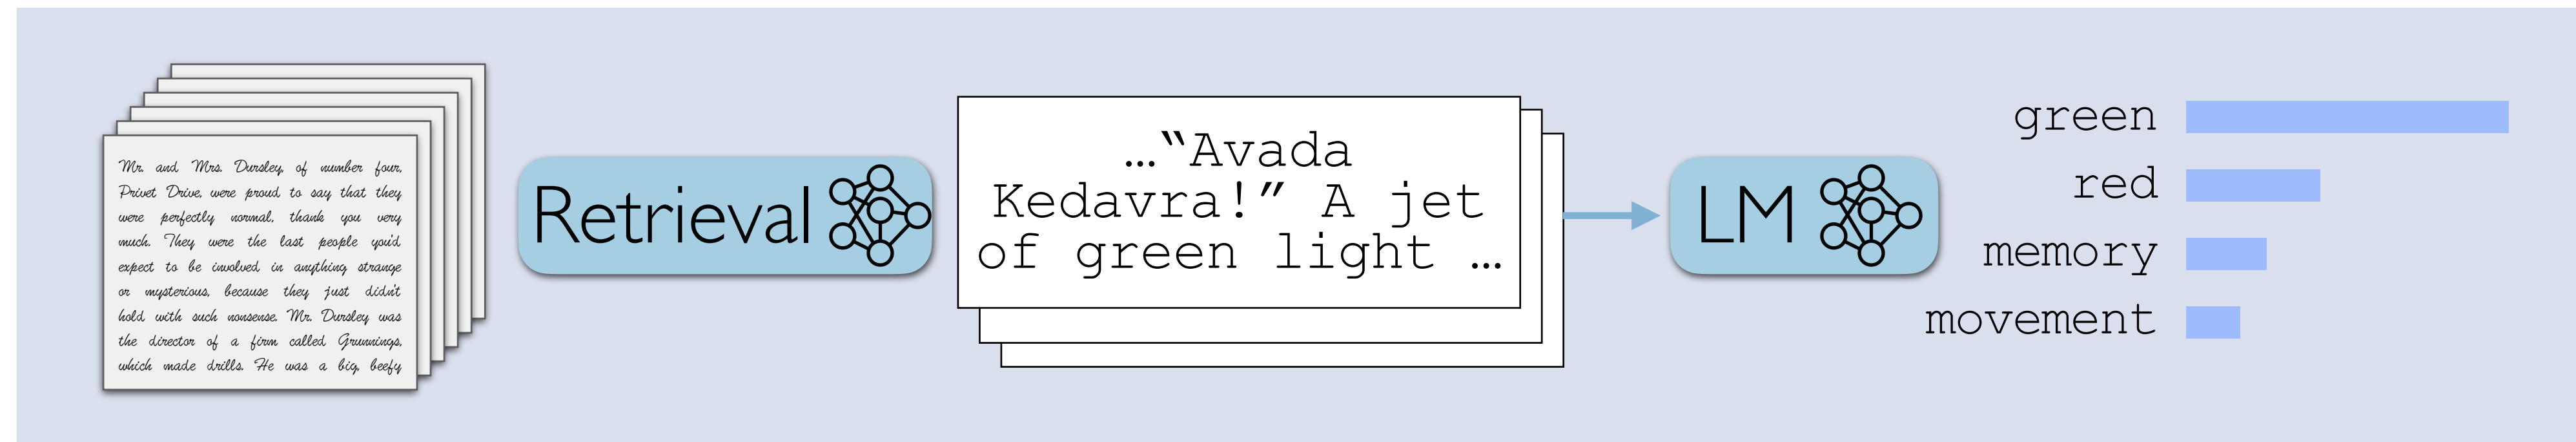 Mr. and Mrs. Dursley, of number four,
Privet Drive, were proud to say that they
were perfectly normal, thank you very
much. They were the last people you'd
expect to be involved in anything strange
or mysterious, because they just didn't
hold with such nonsense. Mr. Dursley was
the director of a firm called Grunnings,
which made drills. He was a big, beefy
Retrieval
…“Avada
Kedavra!” A jet
of green light …
LM
green
red
memory
movement